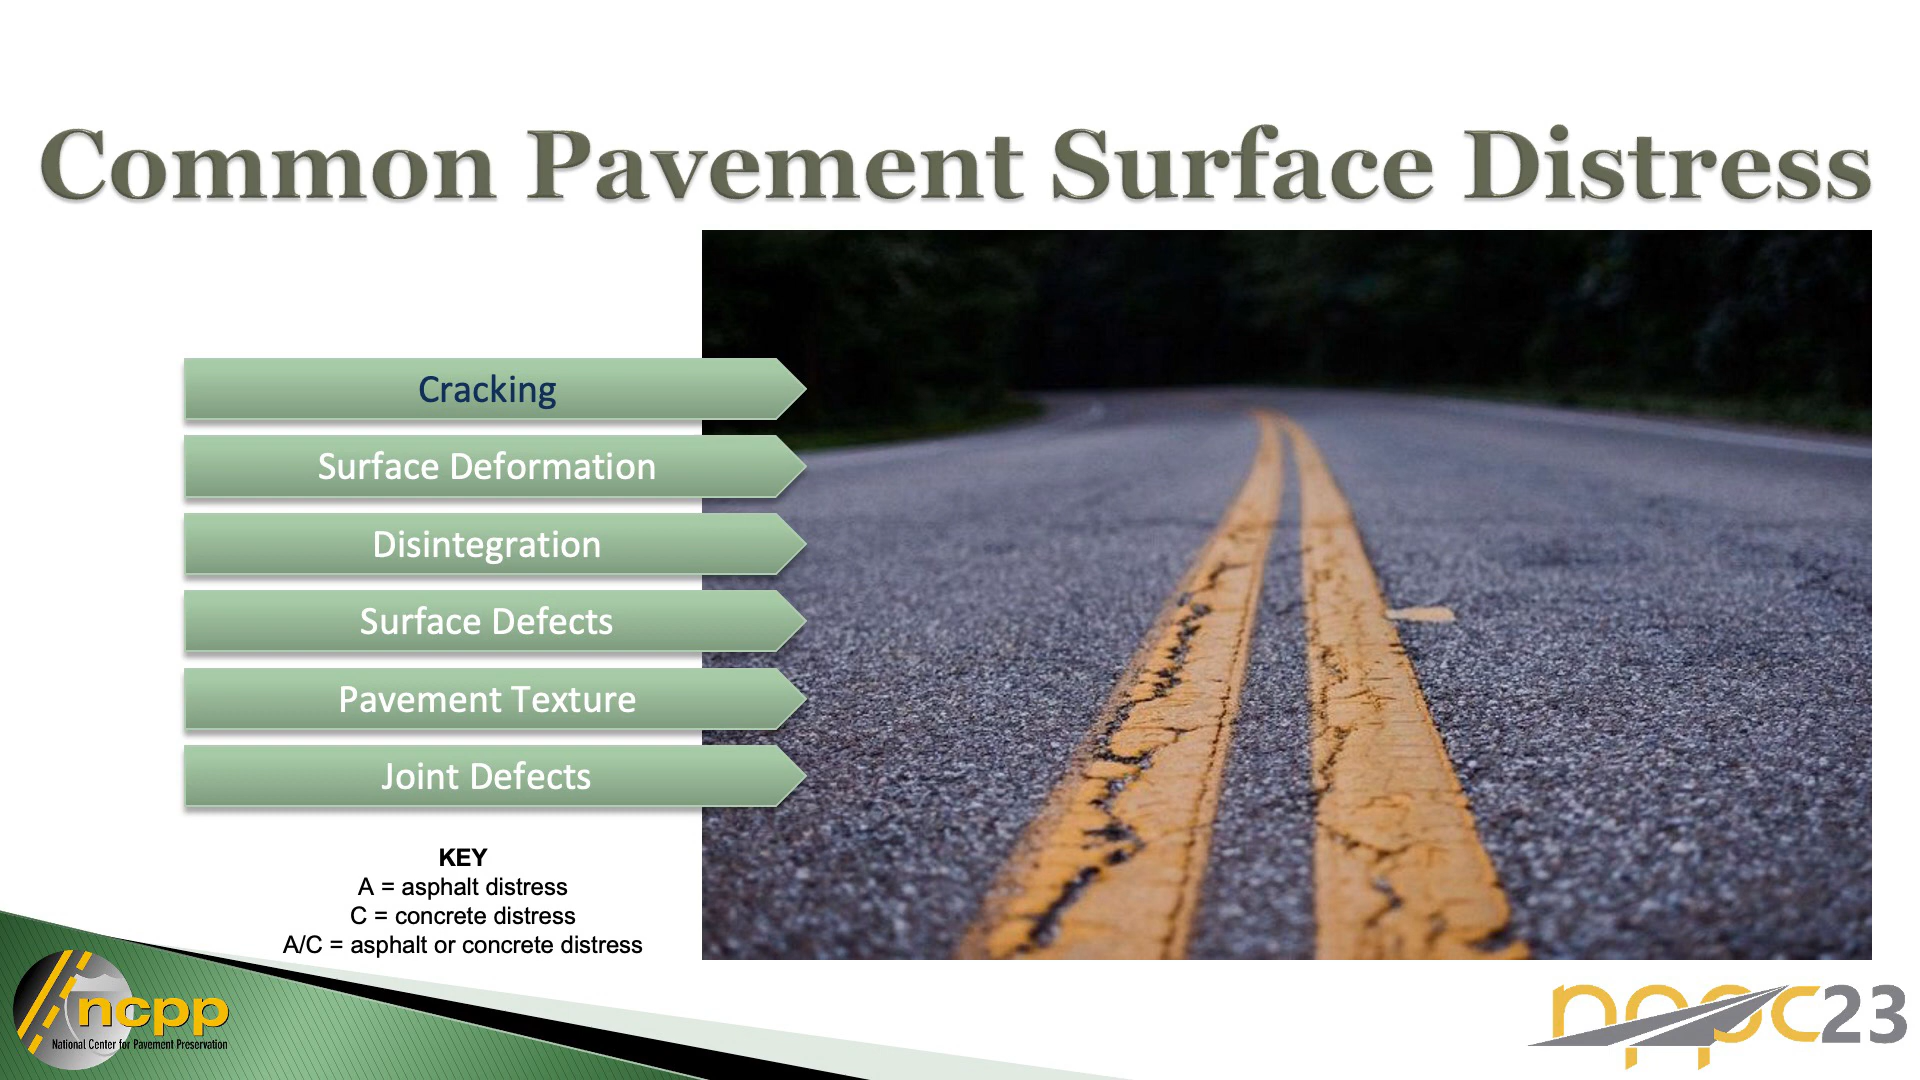 Common Pavement Surface Distress
Cracking
Surface Deformation
Disintegration
Surface Defects
Pavement Texture
Joint Defects
KEY
A = asphalt distress
C = concrete distress
A/C = asphalt or concrete distress
ncpp
National Center for Pavement Preservation
nppc23